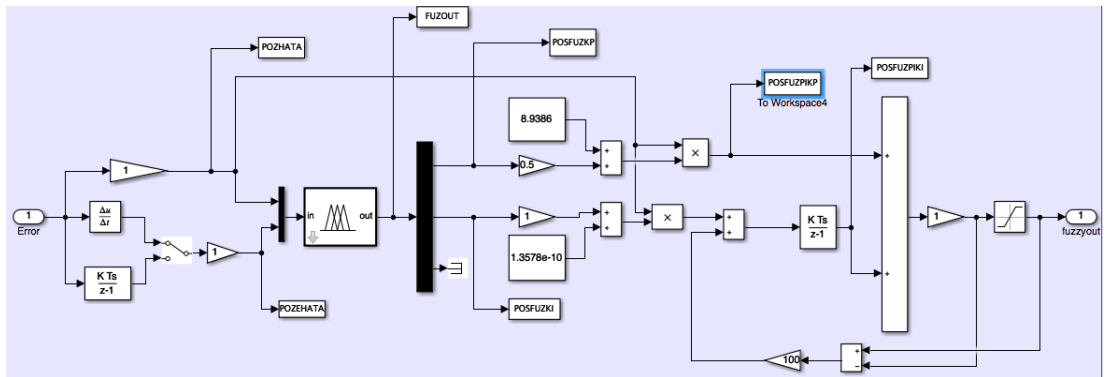 FUZOUT
POZHATA
POSFUZKP
POSFUZPIKI
POSFUZPIKP
To Workspace4
8.9386
+
+
×
1
0.5
+
Δu
Δt
in
out
1
Error
1
+
+
×
+
+
K Ts
z-1
1
1
fuzzyout
1
K Ts
z-1
1.3578e-10
+
POZEHATA
POSFUZKI
100
+
−